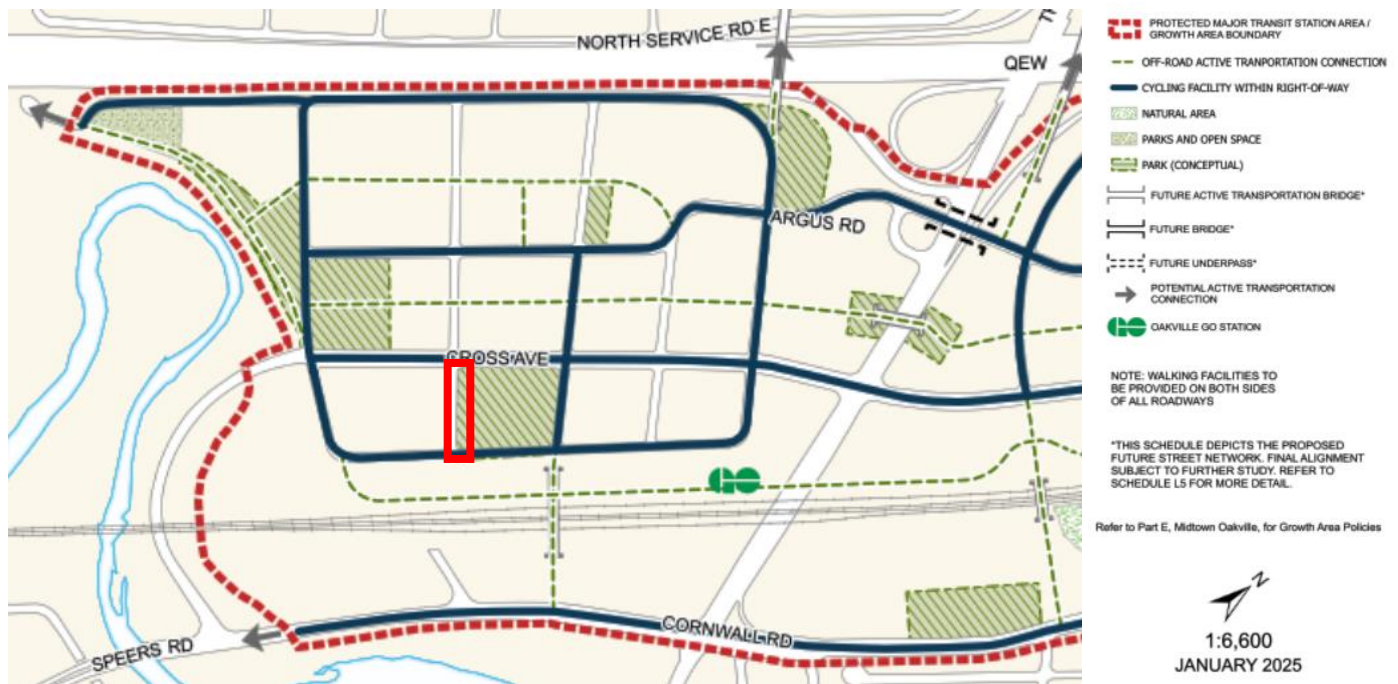 NORTH SERVICE RD E
QEW
ARGUS RD
CROSS AVE
CORNWALL RD
SPEERS RD
PROTECTED MAJOR TRANSIT STATION AREA /
GROWTH AREA BOUNDARY
OFF-ROAD ACTIVE TRANPORTATION CONNECTION
CYCLING FACILITY WITHIN RIGHT-OF-WAY
NATURAL AREA
PARKS AND OPEN SPACE
PARK (CONCEPTUAL)
FUTURE ACTIVE TRANSPORTATION BRIDGE*
FUTURE BRIDGE*
FUTURE UNDERPASS*
POTENTIAL ACTIVE TRANSPORTATION
CONNECTION
GO OAKVILLE GO STATION
NOTE: WALKING FACILITIES TO
BE PROVIDED ON BOTH SIDES
OF ALL ROADWAYS
*THIS SCHEDULE DEPICTS THE PROPOSED
FUTURE STREET NETWORK. FINAL ALIGNMENT
SUBJECT TO FURTHER STUDY. REFER TO
SCHEDULE L5 FOR MORE DETAIL.
Refer to Part E, Midtown Oakville, for Growth Area Policies
N
1:6,600
JANUARY 2025